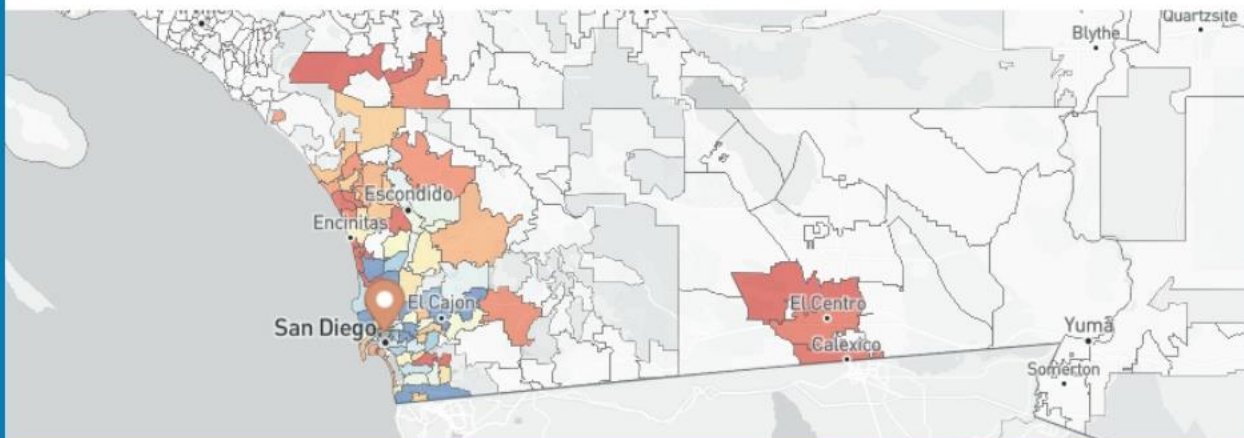 Quartzsite
Blythe
Escondido
Encinitas
El Cajon
El Centro
San Diego
Yuma
Calexico
Somerton